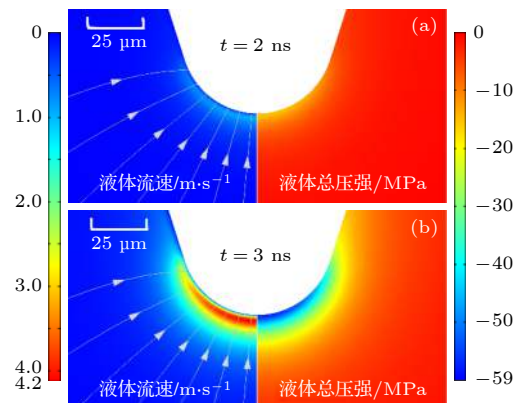 0
1.0
2.0
3.0
4.0
4.2
25 µm
t = 2 ns
(a)
液体流速/m·s⁻¹
液体总压强/MPa
25 µm
t = 3 ns
(b)
液体流速/m·s⁻¹
液体总压强/MPa
0
−10
−20
−30
−40
−50
−59